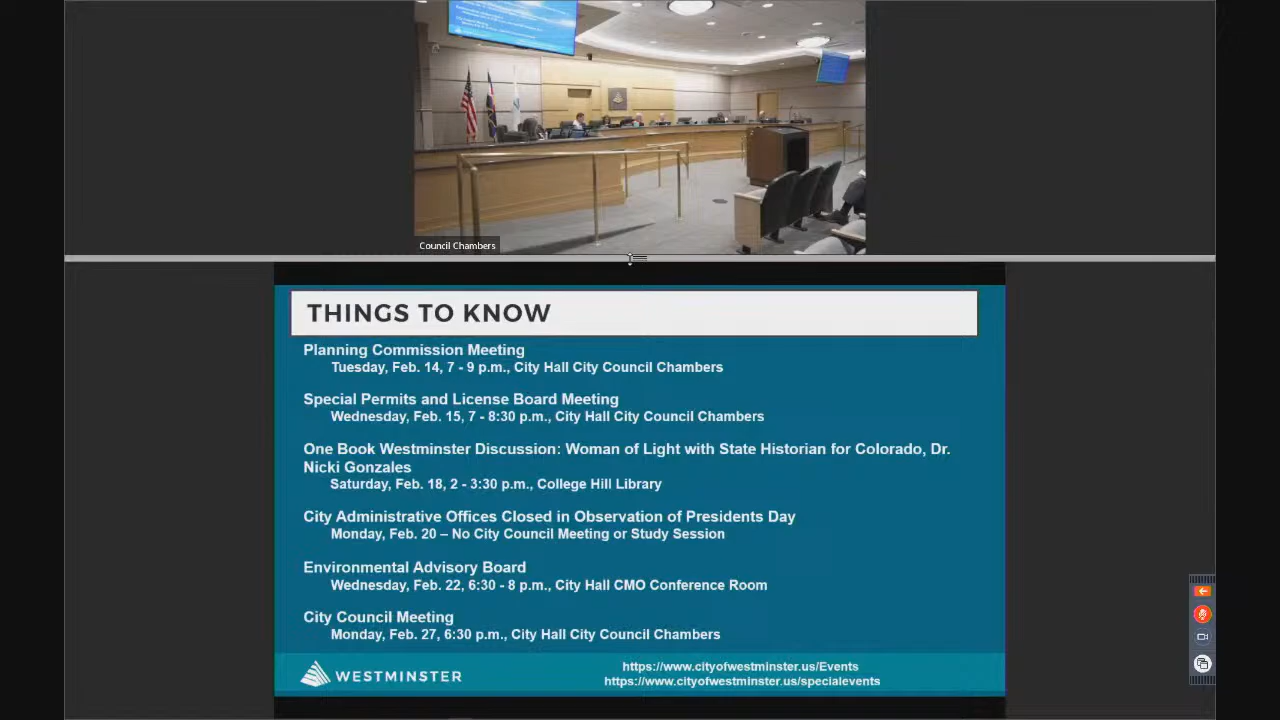 Council Chambers
THINGS TO KNOW
Planning Commission Meeting
Tuesday, Feb. 14, 7 - 9 p.m., City Hall City Council Chambers
Special Permits and License Board Meeting
Wednesday, Feb. 15, 7 - 8:30 p.m., City Hall City Council Chambers
One Book Westminster Discussion: Woman of Light with State Historian for Colorado, Dr.
Nicki Gonzales
Saturday, Feb. 18, 2 - 3:30 p.m., College Hill Library
City Administrative Offices Closed in Observation of Presidents Day
Monday, Feb. 20 – No City Council Meeting or Study Session
Environmental Advisory Board
Wednesday, Feb. 22, 6:30 - 8 p.m., City Hall CMO Conference Room
City Council Meeting
Monday, Feb. 27, 6:30 p.m., City Hall City Council Chambers
WESTMINSTER
https://www.cityofwestminster.us/Events
https://www.cityofwestminster.us/specialevents